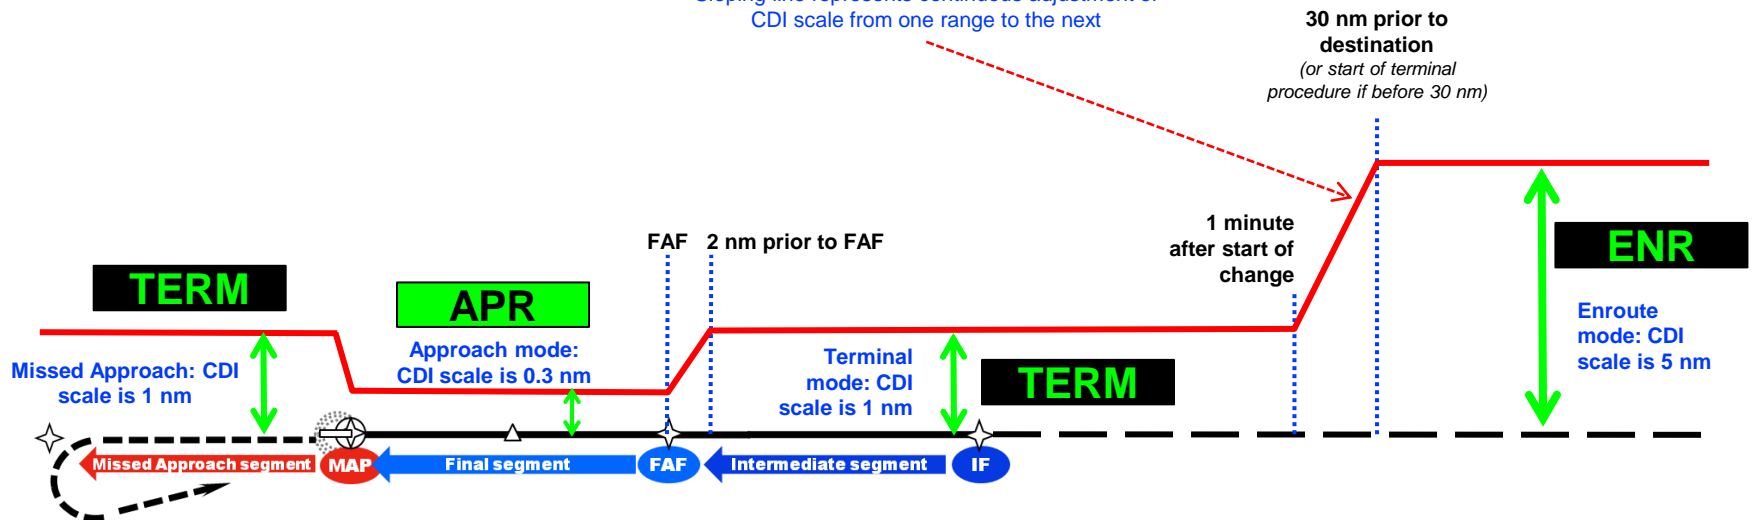 CDI scale from one range to the next
30 nm prior to
destination
(or start of terminal
procedure if before 30 nm)
1 minute
after start of
change
FAF
2 nm prior to FAF
TERM
APR
ENR
Approach mode:
CDI scale is 0.3 nm
Missed Approach: CDI
scale is 1 nm
Terminal
mode: CDI
scale is 1 nm
TERM
Enroute
mode: CDI
scale is 5 nm
Missed Approach segment
MAP
Final segment
FAF
Intermediate segment
IF